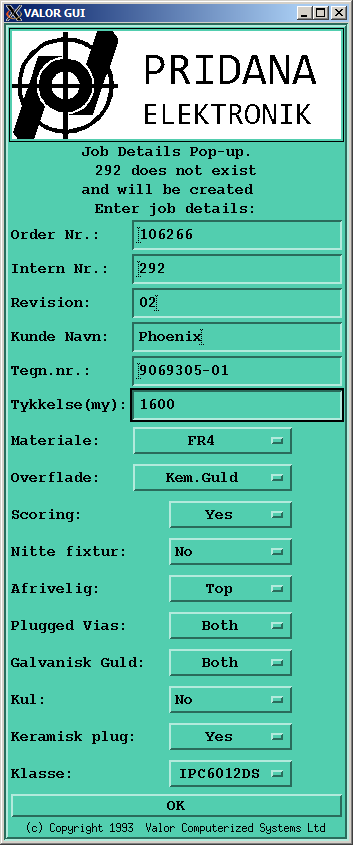 VALOR GUI
PRIDANA
ELEKTRONIK
Job Details Pop-up.
292 does not exist
and will be created
Enter job details:
Order Nr.: 106266
Intern Nr.: 292
Revision: 02
Kunde Navn: Phoenix
Tegn.nr.: 9069305-01
Tykkelse(my): 1600
Materiale: FR4
Overflade: Kem.Guld
Scoring: Yes
Nitte fixtur: No
Afrivelig: Top
Plugged Vias: Both
Galvanisk Guld: Both
Kul: No
Keramisk plug: Yes
Klasse: IPC6012DS
OK
(c) Copyright 1993 Valor Computerized Systems Ltd